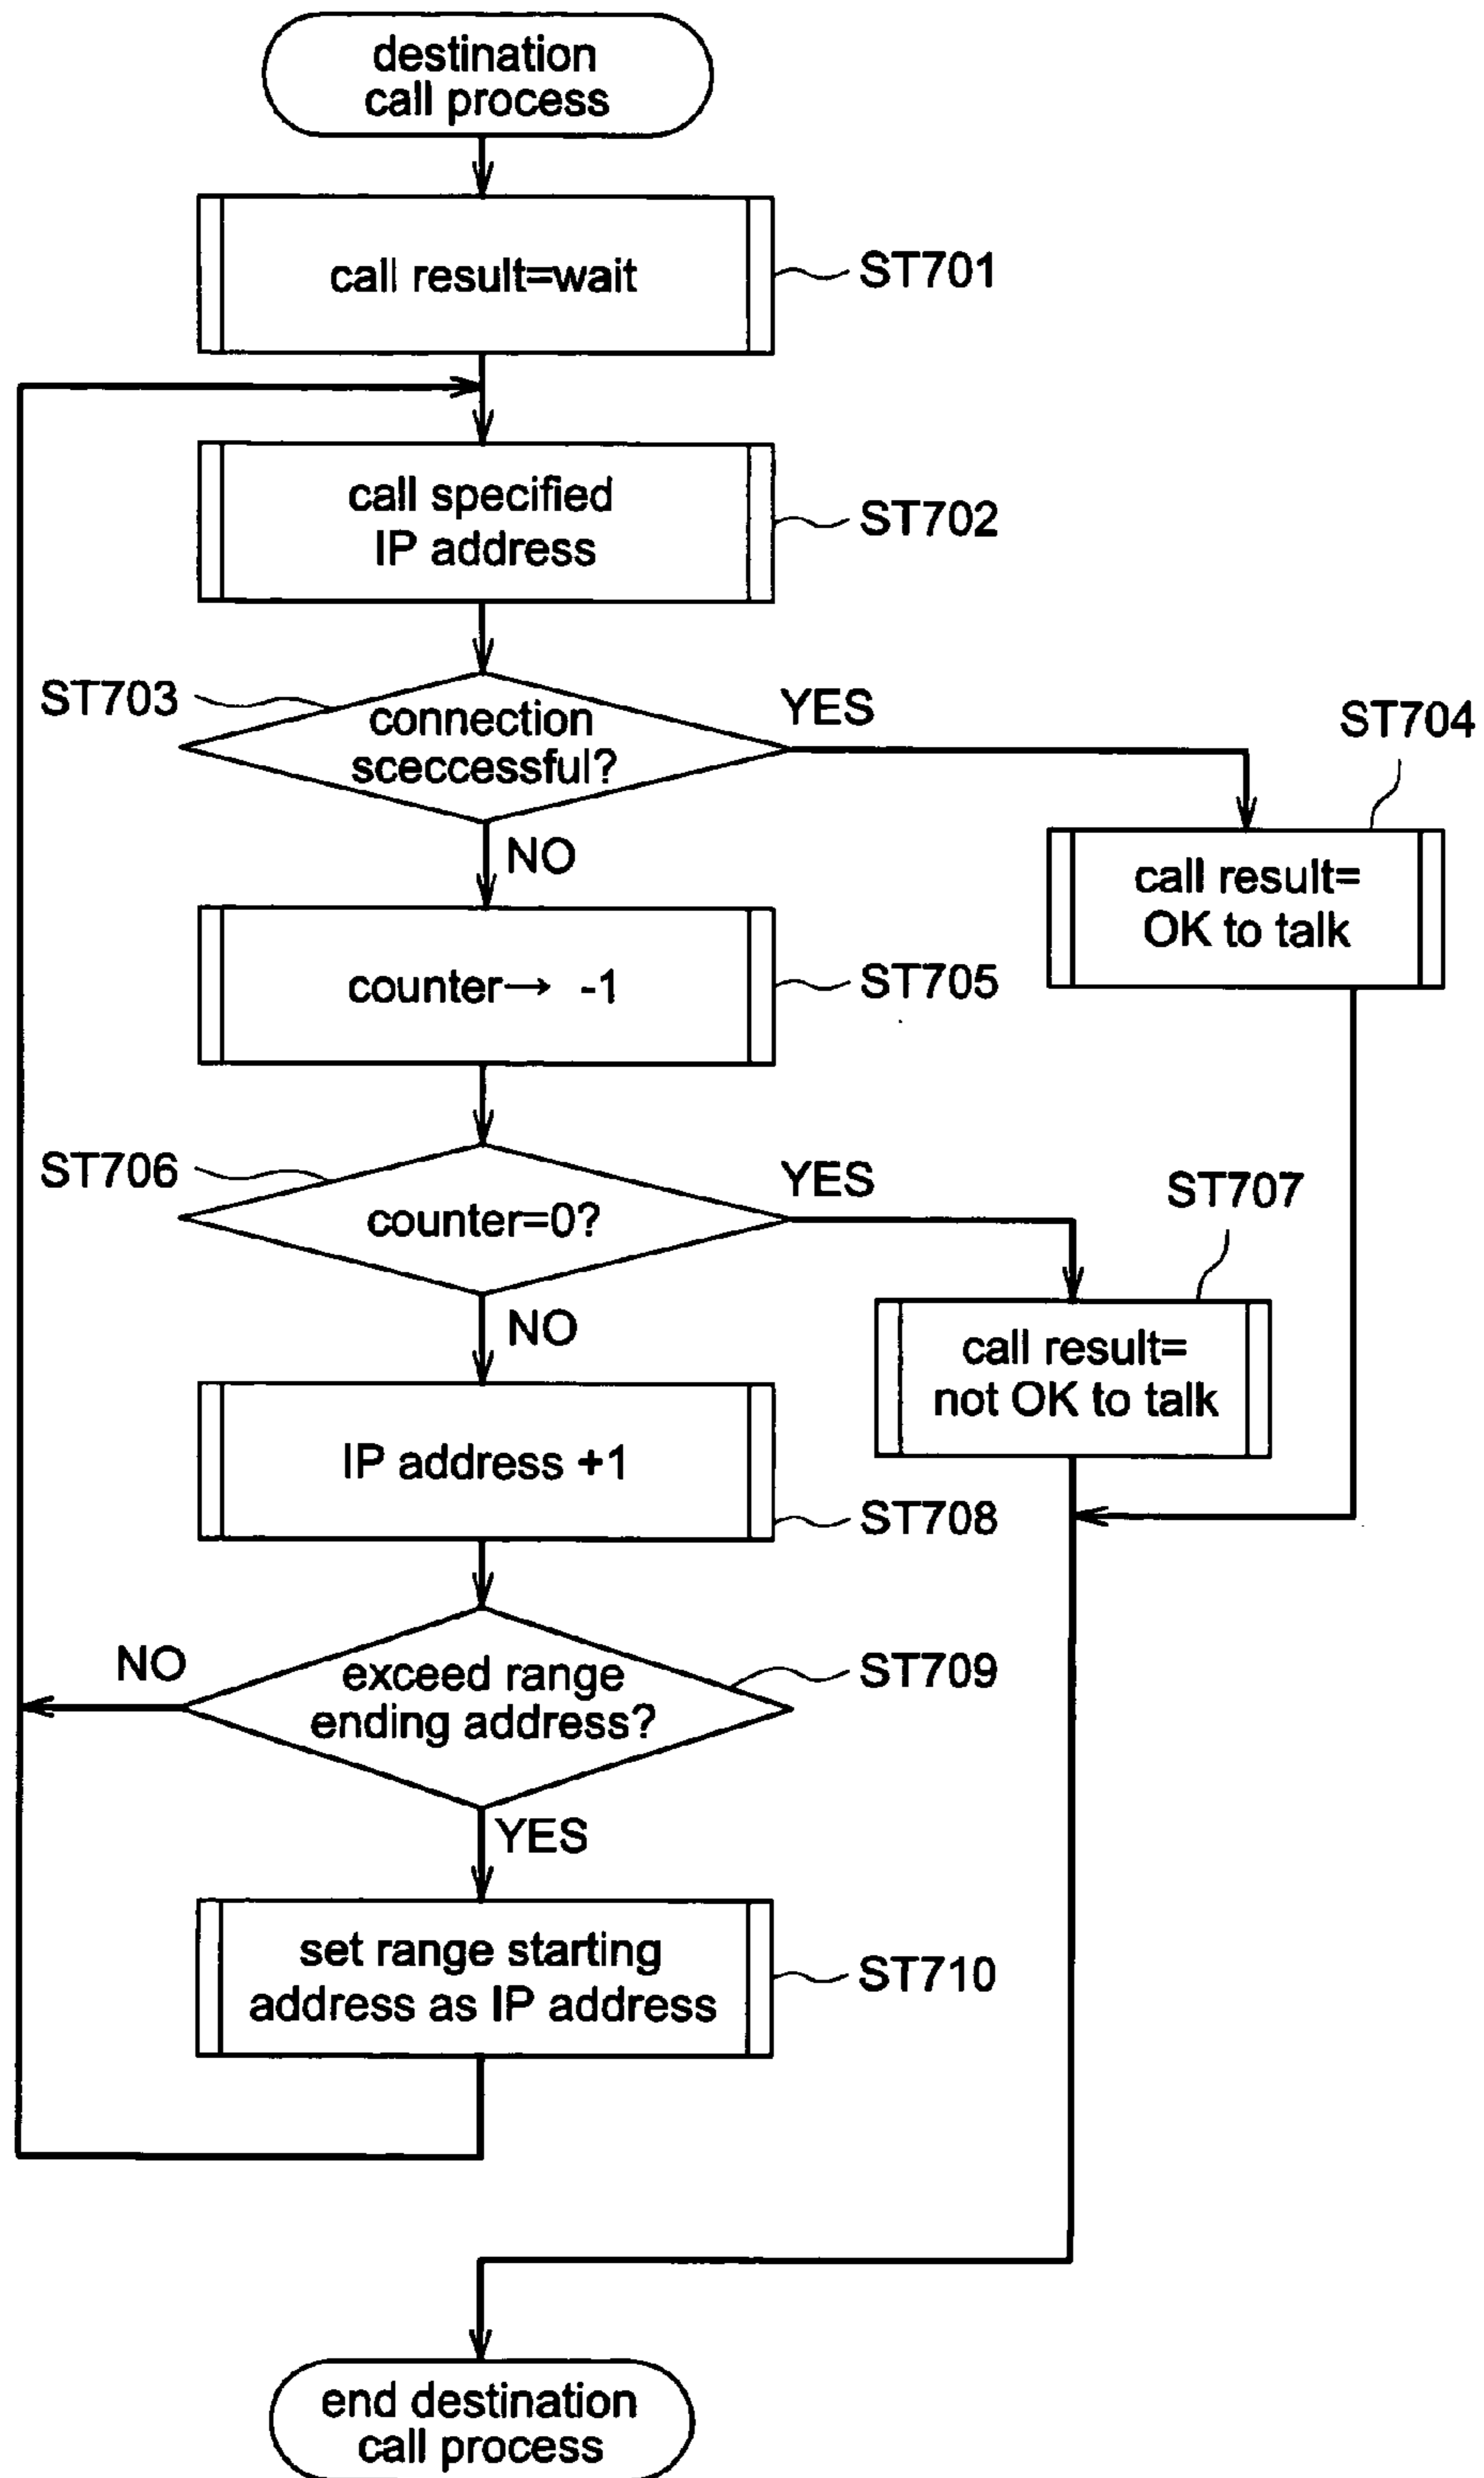 destination
call process
call result=wait
ST701
call specified
IP address
ST702
ST703
connection
sceccessful?
YES
NO
ST704
call result=
OK to talk
counter→ -1
ST705
ST706
counter=0?
YES
NO
ST707
call result=
not OK to talk
IP address +1
ST708
NO
exceed range
ending address?
ST709
YES
set range starting
address as IP address
ST710
end destination
call process